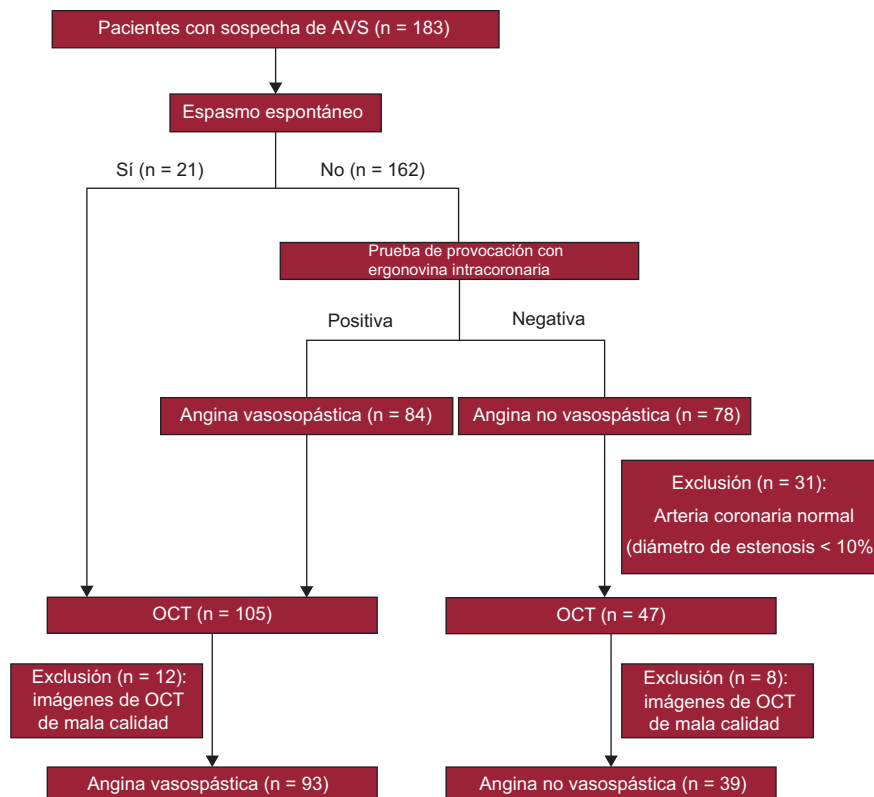 Pacientes con sospecha de AVS (n = 183)
Espasmo espontáneo
Sí (n = 21)
No (n = 162)
Prueba de provocación con
ergonovina intracoronaria
Positiva
Negativa
Angina vasosopástica (n = 84)
Angina no vasospástica (n = 78)
Exclusión (n = 31):
Arteria coronaria normal
(diámetro de estenosis < 10%
OCT (n = 105)
OCT (n = 47)
Exclusión (n = 12):
imágenes de OCT
de mala calidad
Exclusión (n = 8):
imágenes de OCT
de mala calidad
Angina vasospástica (n = 93)
Angina no vasospástica (n = 39)